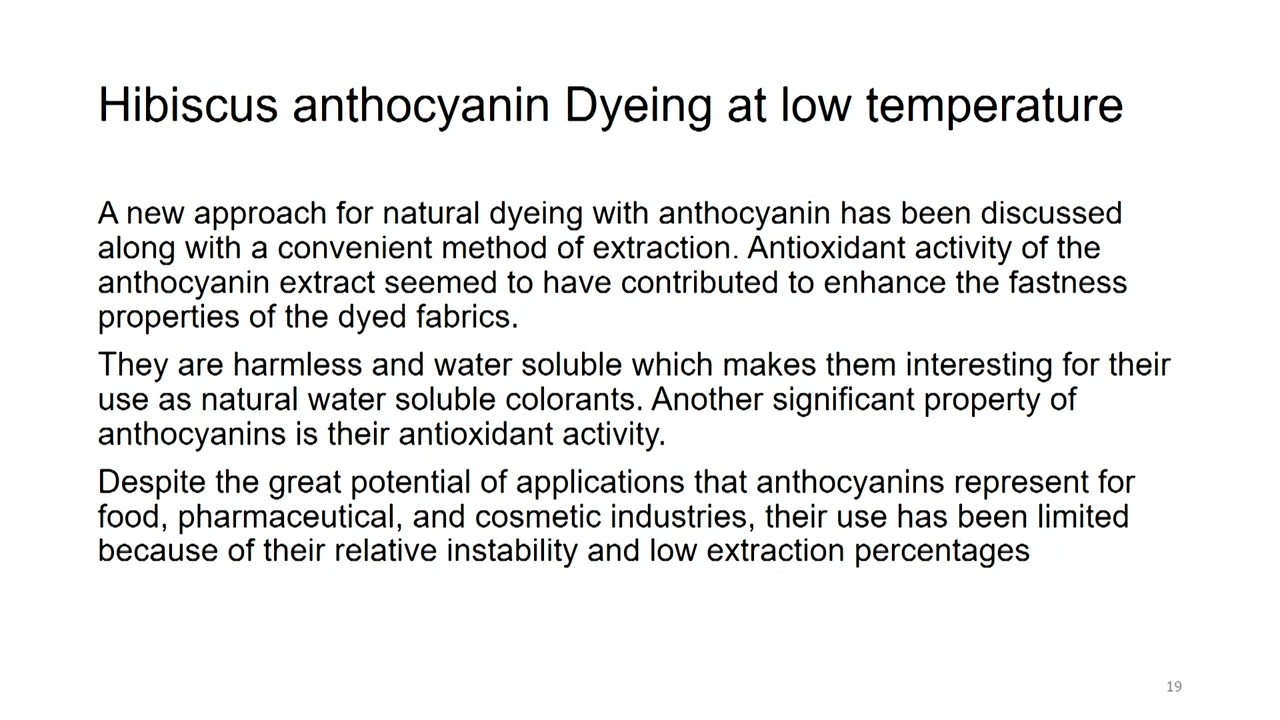 Hibiscus anthocyanin Dyeing at low temperature
A new approach for natural dyeing with anthocyanin has been discussed
along with a convenient method of extraction. Antioxidant activity of the
anthocyanin extract seemed to have contributed to enhance the fastness
properties of the dyed fabrics.
They are harmless and water soluble which makes them interesting for their
use as natural water soluble colorants. Another significant property of
anthocyanins is their antioxidant activity.
Despite the great potential of applications that anthocyanins represent for
food, pharmaceutical, and cosmetic industries, their use has been limited
because of their relative instability and low extraction percentages
19